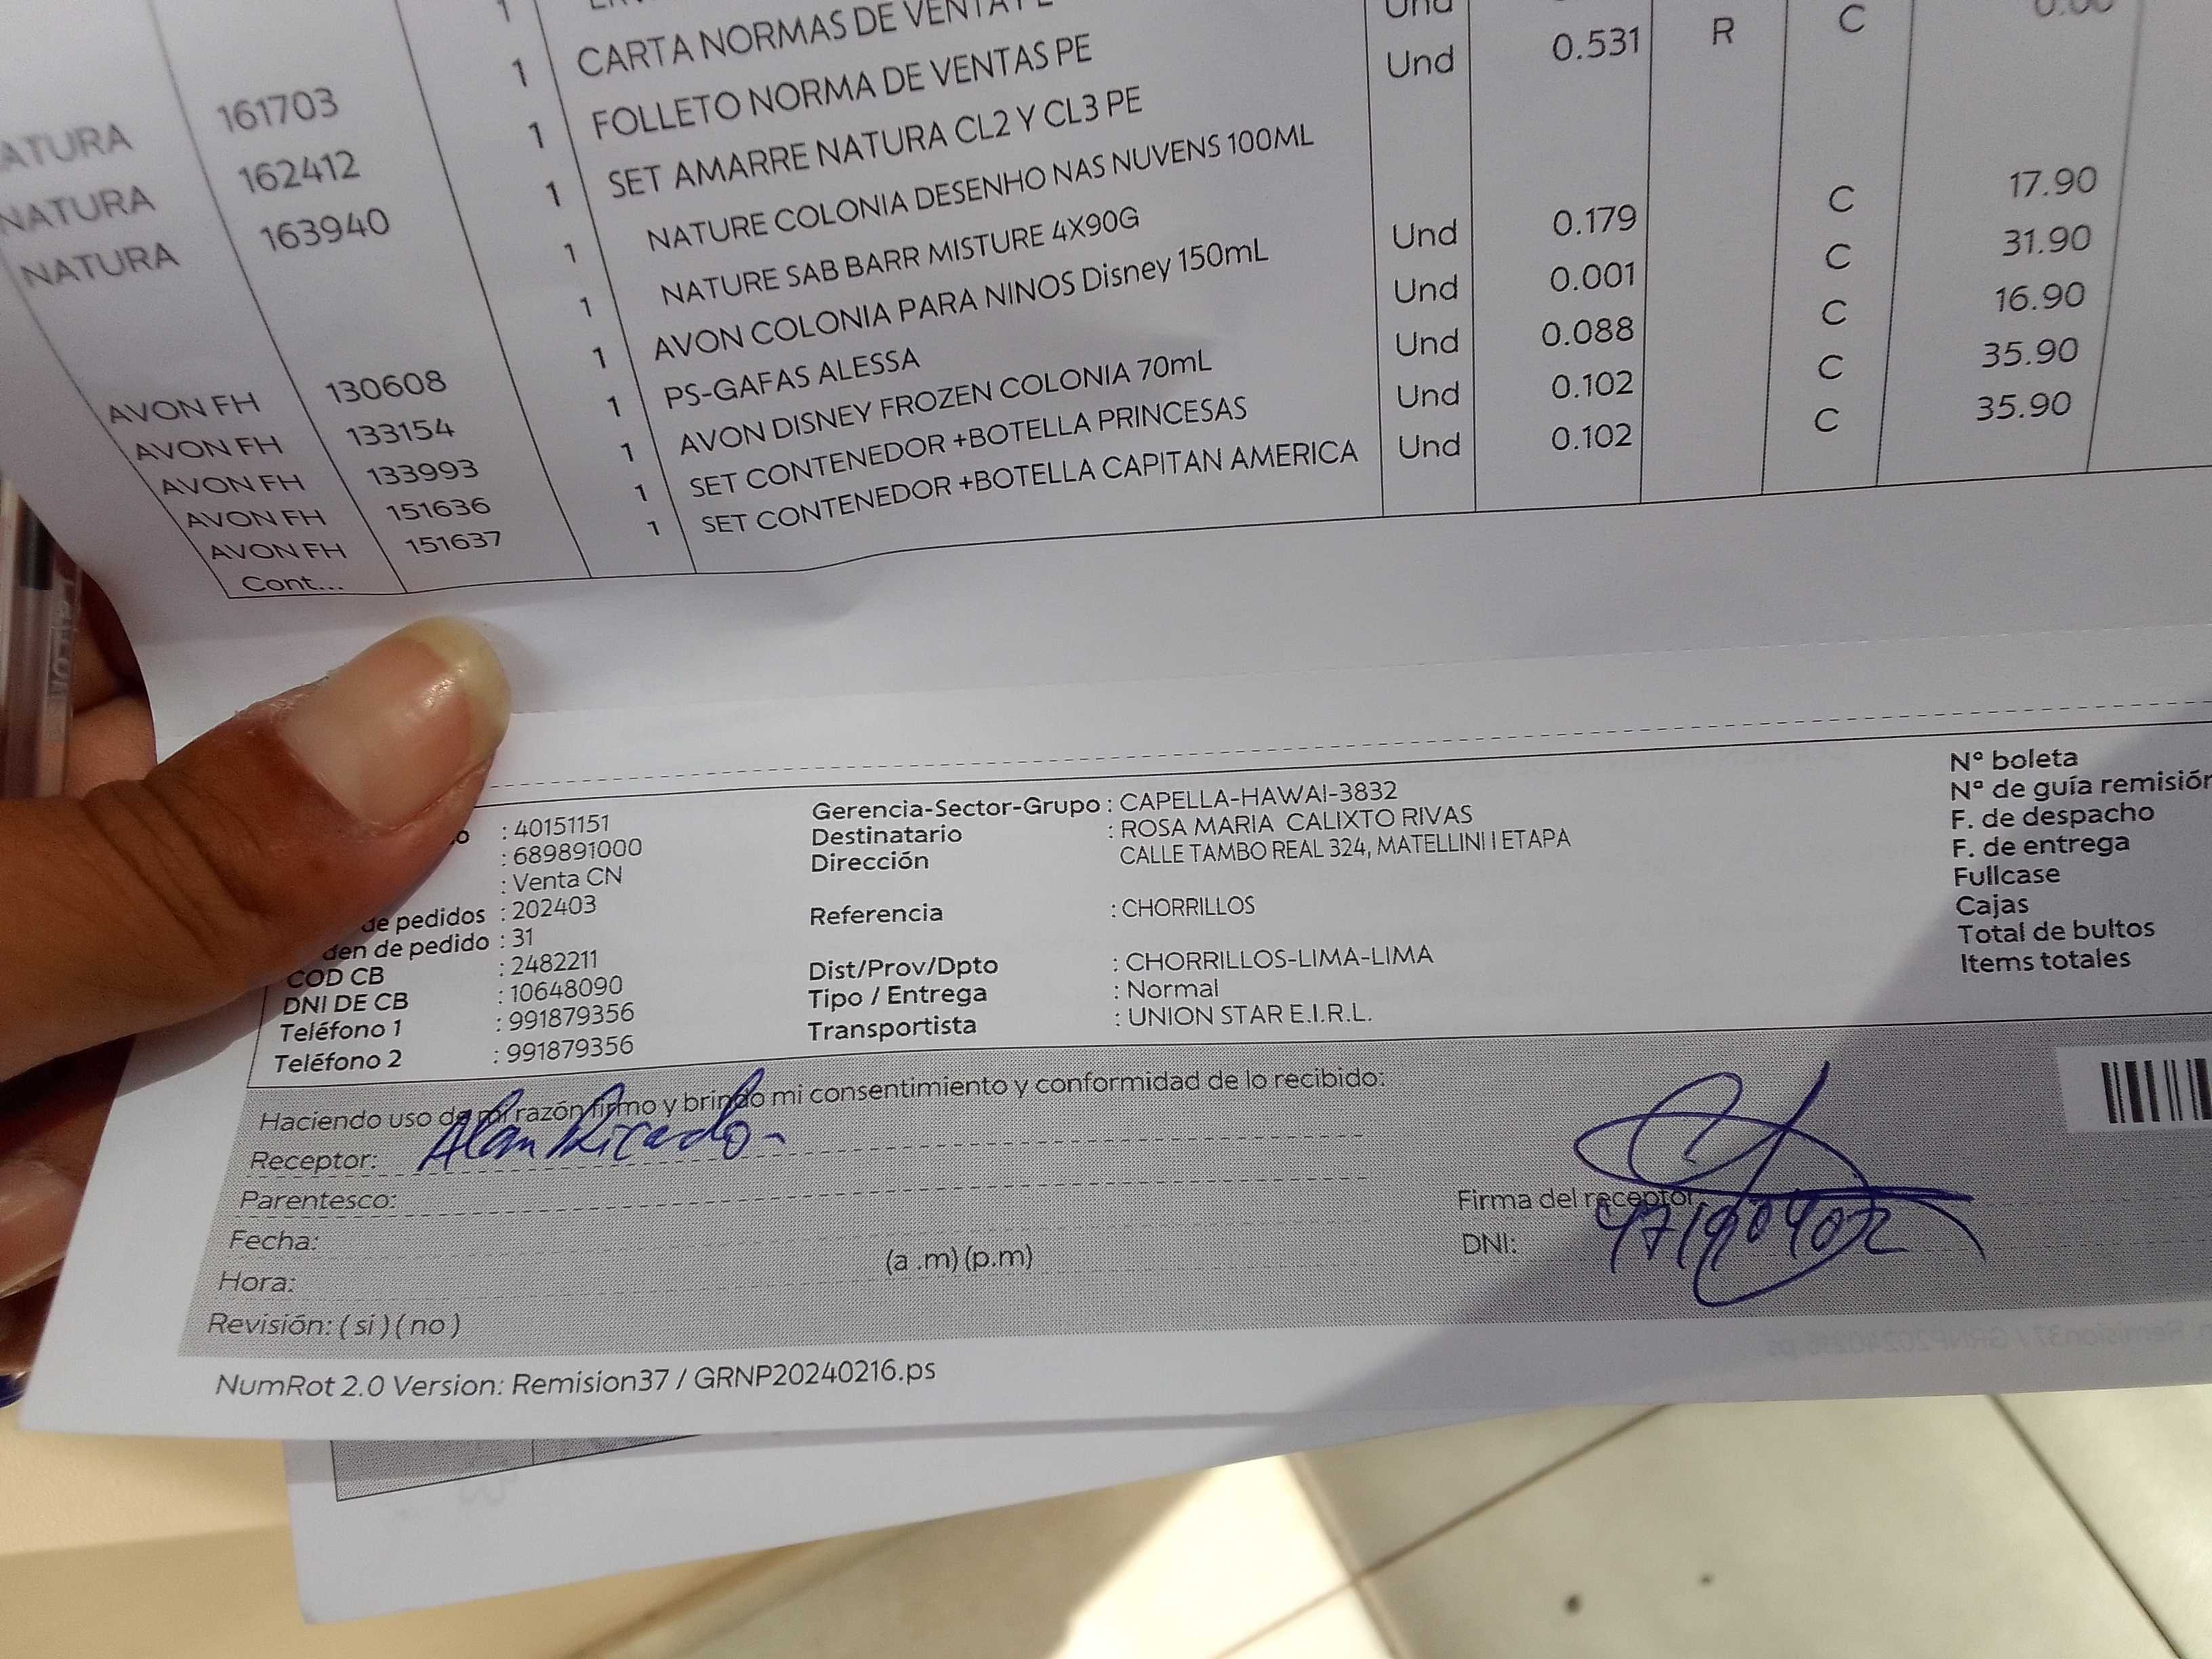 1
CARTA NORMAS DE VENTA Und
NATURA 161703 1 FOLLETO NORMA DE VENTAS PE Und 0.531 R C 0.00
NATURA 162412 1 SET AMARRE NATURA CL2 Y CL3 PE
NATURA 163940 1 NATURE COLONIA DESENHO NAS NUVENS 100ML
1 NATURE SAB BARR MISTURE 4X90G
1 AVON COLONIA PARA NINOS Disney 150mL
AVON FH 130608 1 PS-GAFAS ALESSA Und 0.179 C 17.90
AVON FH 133154 1 AVON DISNEY FROZEN COLONIA 70mL Und 0.001 C 31.90
AVON FH 133993 1 SET CONTENEDOR +BOTELLA PRINCESAS Und 0.088 C 16.90
AVON FH 151636 1 SET CONTENEDOR +BOTELLA CAPITAN AMERICA Und 0.102 C 35.90
AVON FH 151637 1 Und 0.102 C 35.90
Cont...
: 40151151 Gerencia-Sector-Grupo : CAPELLA-HAWAI-3832 N° boleta
: 689891000 Destinatario : ROSA MARIA CALIXTO RIVAS N° de guía remisión
: Venta CN Dirección CALLE TAMBO REAL 324, MATELLINI I ETAPA F. de despacho
de pedidos : 202403 F. de entrega
den de pedido : 31 Referencia : CHORRILLOS Fullcase
COD CB : 2482211 Cajas
DNI DE CB : 10648090 Dist/Prov/Dpto : CHORRILLOS-LIMA-LIMA Total de bultos
Teléfono 1 : 991879356 Tipo / Entrega : Normal Items totales
Teléfono 2 : 991879356 Transportista : UNION STAR E.I.R.L.
Haciendo uso de mi razón firmo y brindo mi consentimiento y conformidad de lo recibido:
Receptor: Alan Ricardo
Parentesco: Firma del receptor
Fecha: DNI:
Hora: (a .m) (p.m)
Revisión: ( si ) ( no )
NumRot 2.0 Version: Remision37 / GRNP20240216.ps